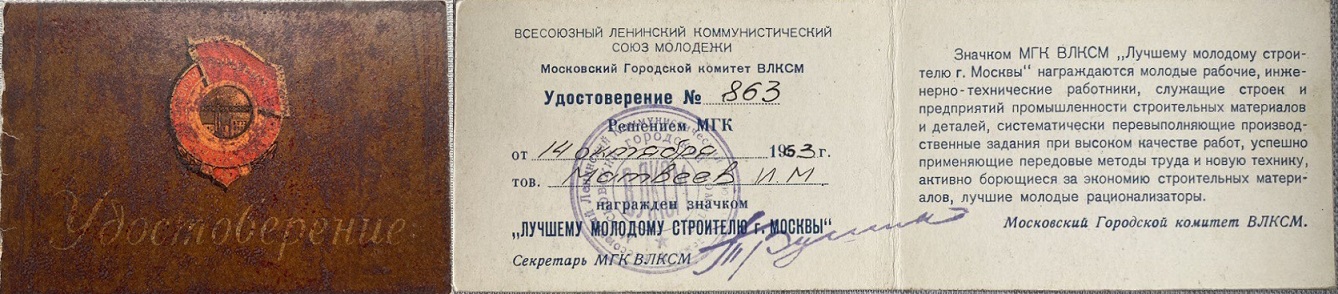 Удостоверение
ВСЕСОЮЗНЫЙ ЛЕНИНСКИЙ КОММУНИСТИЧЕСКИЙ
СОЮЗ МОЛОДЕЖИ
Московский Городской комитет ВЛКСМ
Удостоверение № 863
Решением МГК
от 14 октября 1963 г.
тов. Матвеев И.М.
награжден значком
„ЛУЧШЕМУ МОЛОДОМУ СТРОИТЕЛЮ г. МОСКВЫ“
Секретарь МГК ВЛКСМ
ВЛКСМ
Значком МГК ВЛКСМ „Лучшему молодому строи-
телю г. Москвы“ награждаются молодые рабочие, инже-
нерно-технические работники, служащие строек и
предприятий промышленности строительных материалов
и деталей, систематически перевыполняющие производ-
ственные задания при высоком качестве работ, успешно
применяющие передовые методы труда и новую технику,
активно борющиеся за экономию строительных матери-
алов, лучшие молодые рационализаторы.
Московский Городской комитет ВЛКСМ.